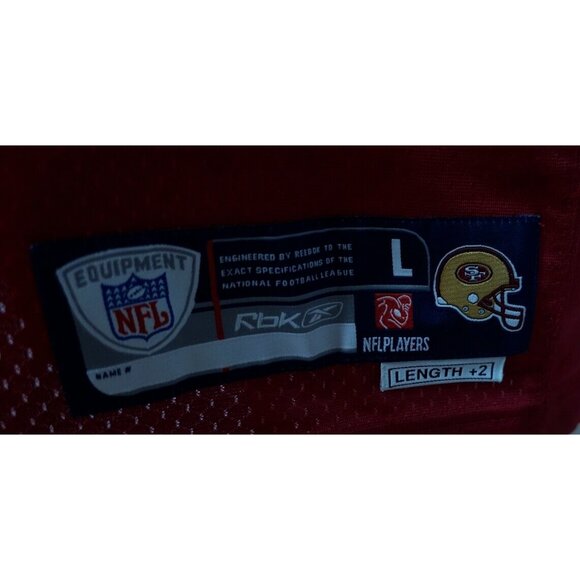 EQUIPMENT
NFL
NAME #
ENGINEERED BY REEBOK TO THE
EXACT SPECIFICATIONS OF THE
NATIONAL FOOTBALL LEAGUE
Rbk
L
NFLPLAYERS
SF
LENGTH +2